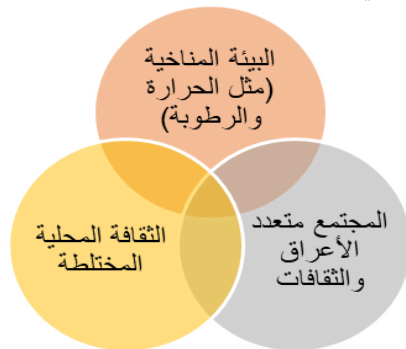 البيئة المناخية
(مثل الحرارة
والرطوبة)
المجتمع متعدد
الأعراق
والثقافات
الثقافة المحلية
المختلطة